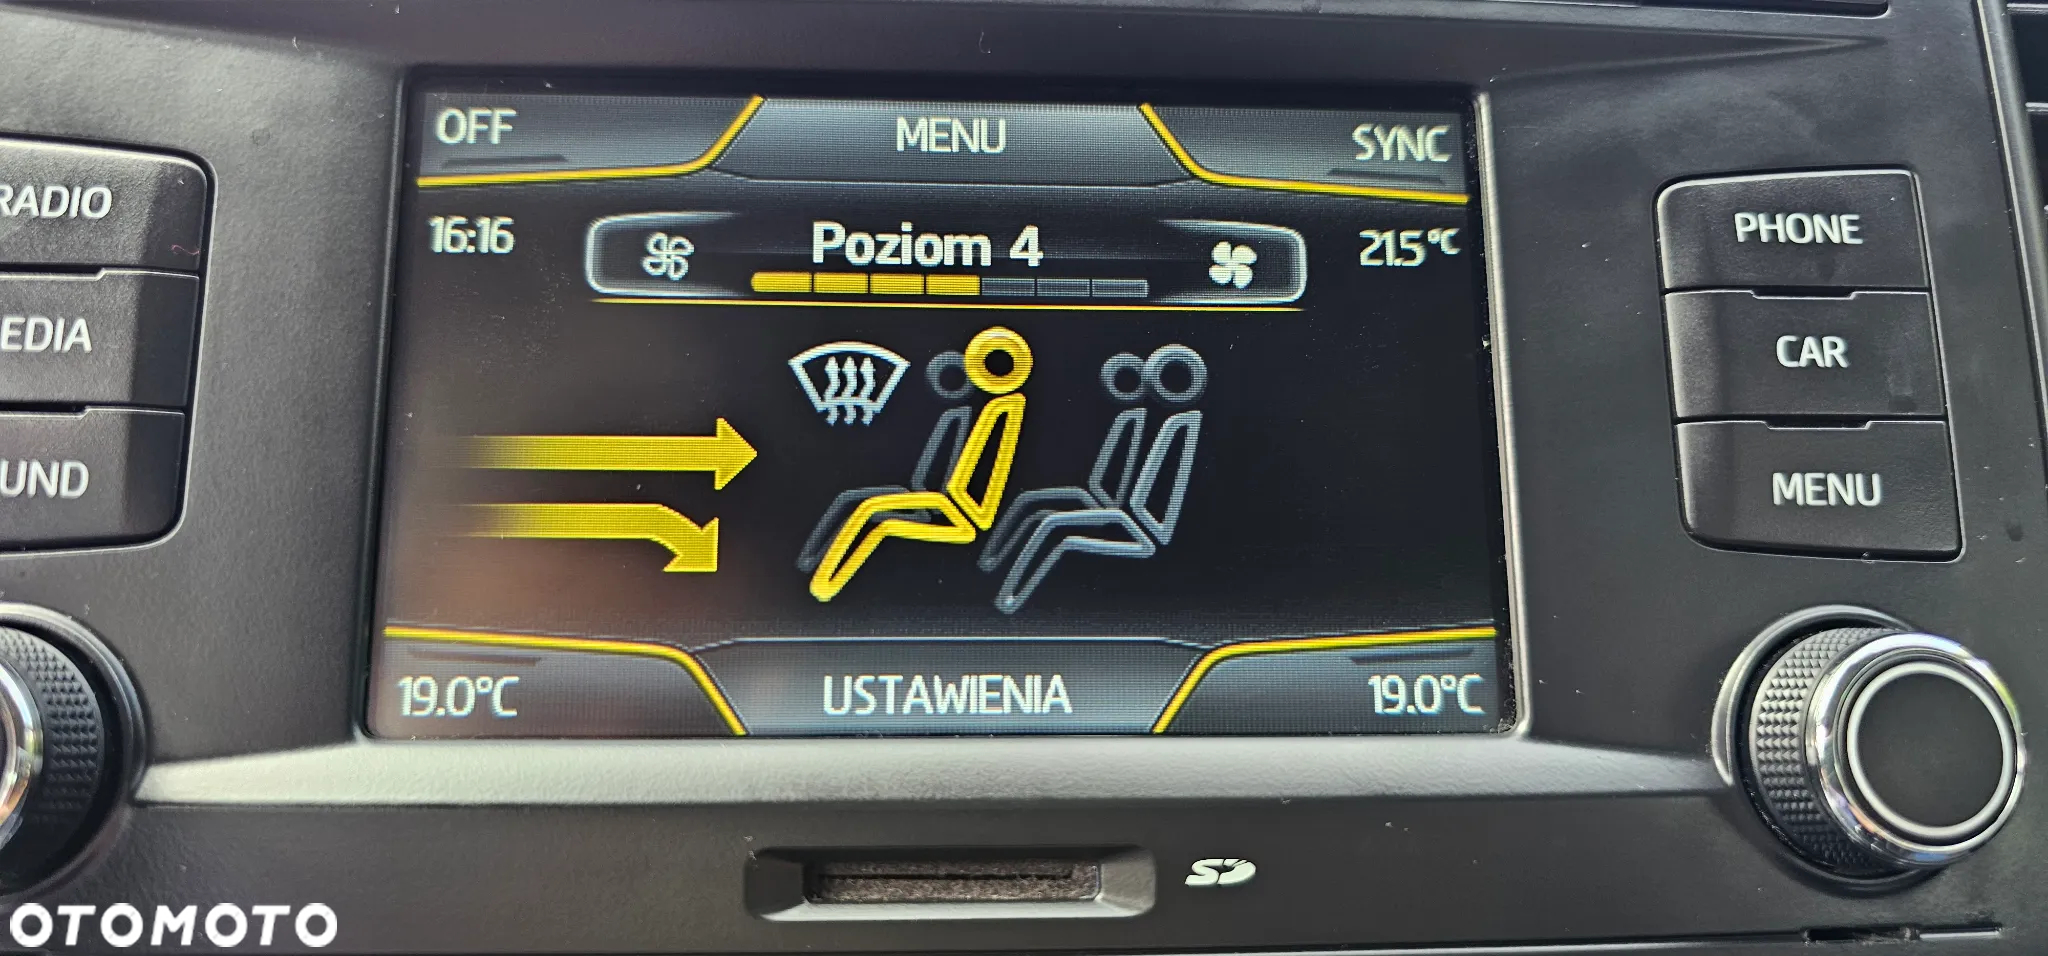 OFF
MENU
SYNC
16:16
Poziom 4
21.5°C
19.0°C
USTAWIENIA
19.0°C
RADIO
EDIA
UND
PHONE
CAR
MENU
SD
OTOMOTO